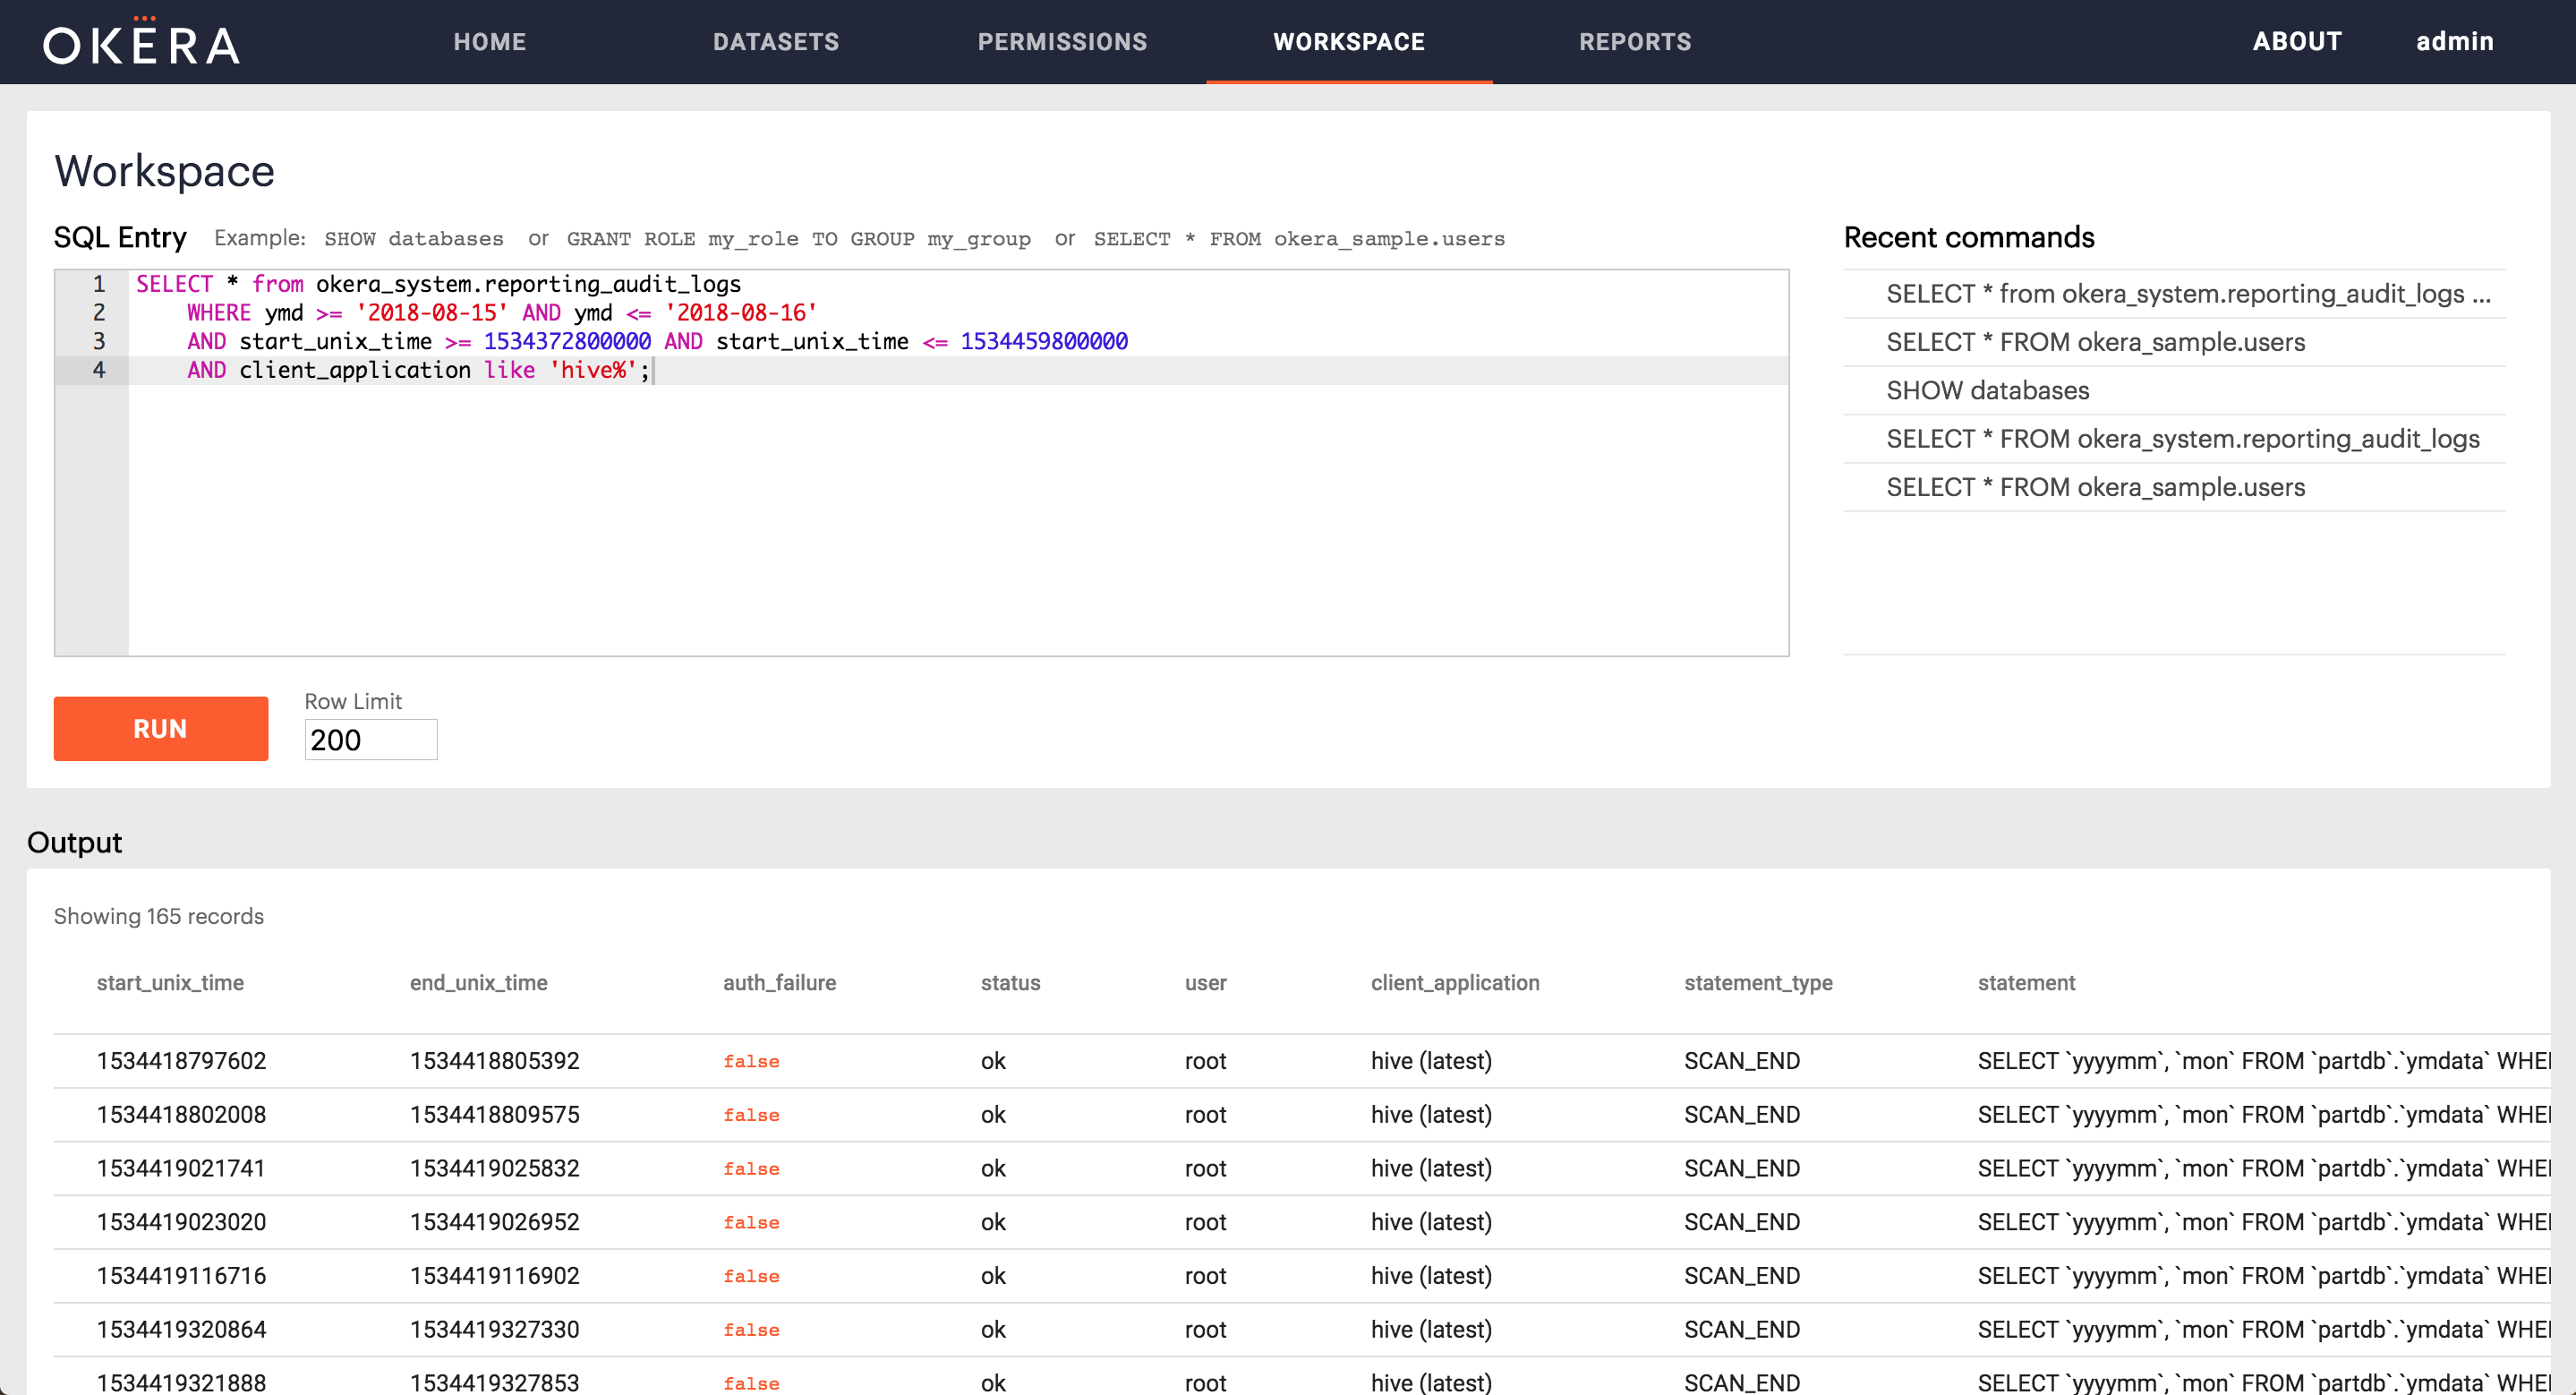 OKERA HOME DATASETS PERMISSIONS WORKSPACE REPORTS ABOUT admin
Workspace
SQL Entry Example: SHOW databases or GRANT ROLE my_role TO GROUP my_group or SELECT * FROM okera_sample.users
1 SELECT * from okera_system.reporting_audit_logs
2 WHERE ymd >= '2018-08-15' AND ymd <= '2018-08-16'
3 AND start_unix_time >= 1534372800000 AND start_unix_time <= 1534459800000
4 AND client_application like 'hive%';
Recent commands
SELECT * from okera_system.reporting_audit_logs ...
SELECT * FROM okera_sample.users
SHOW databases
SELECT * FROM okera_system.reporting_audit_logs
SELECT * FROM okera_sample.users
RUN
Row Limit
200
Output
Showing 165 records
start_unix_time end_unix_time auth_failure status user client_application statement_type statement
1534418797602 1534418805392 false ok root hive (latest) SCAN_END SELECT `yyyymm`, `mon` FROM `partdb`.`ymdata` WHE
1534418802008 1534418809575 false ok root hive (latest) SCAN_END SELECT `yyyymm`, `mon` FROM `partdb`.`ymdata` WHE
1534419021741 1534419025832 false ok root hive (latest) SCAN_END SELECT `yyyymm`, `mon` FROM `partdb`.`ymdata` WHE
1534419023020 1534419026952 false ok root hive (latest) SCAN_END SELECT `yyyymm`, `mon` FROM `partdb`.`ymdata` WHE
1534419116716 1534419116902 false ok root hive (latest) SCAN_END SELECT `yyyymm`, `mon` FROM `partdb`.`ymdata` WHE
1534419320864 1534419327330 false ok root hive (latest) SCAN_END SELECT `yyyymm`, `mon` FROM `partdb`.`ymdata` WHE
1534419321888 1534419327853 false ok root hive (latest) SCAN_END SELECT `yyyymm`, `mon` FROM `partdb`.`ymdata` WHE